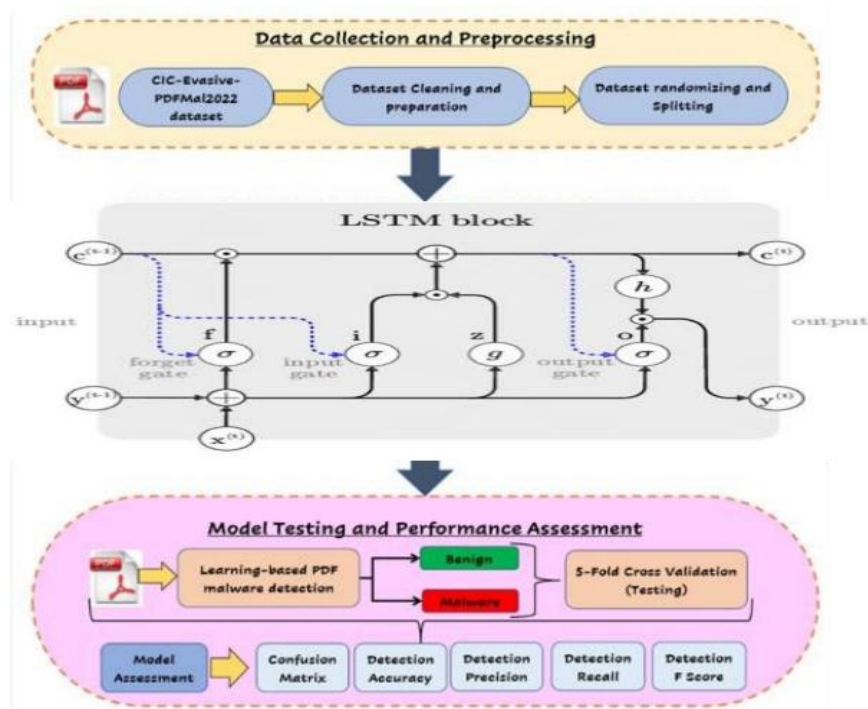 Data Collection and Preprocessing
PDF
CIC-Evasive-
PDFMal2022
dataset
Dataset Cleaning and
preparation
Dataset randomizing and
Splitting
LSTM block
c(t-1)
c(t)
h
input
output
f
i
z
o
forget
gate
σ
input
gate
σ
g
output
gate
σ
y(t-1)
y(t)
x(t)
Model Testing and Performance Assessment
PDF
Learning-based PDF
malware detection
Benign
Malware
5-Fold Cross Validation
(Testing)
Model
Assessment
Confusion
Matrix
Detection
Accuracy
Detection
Precision
Detection
Recall
Detection
F Score